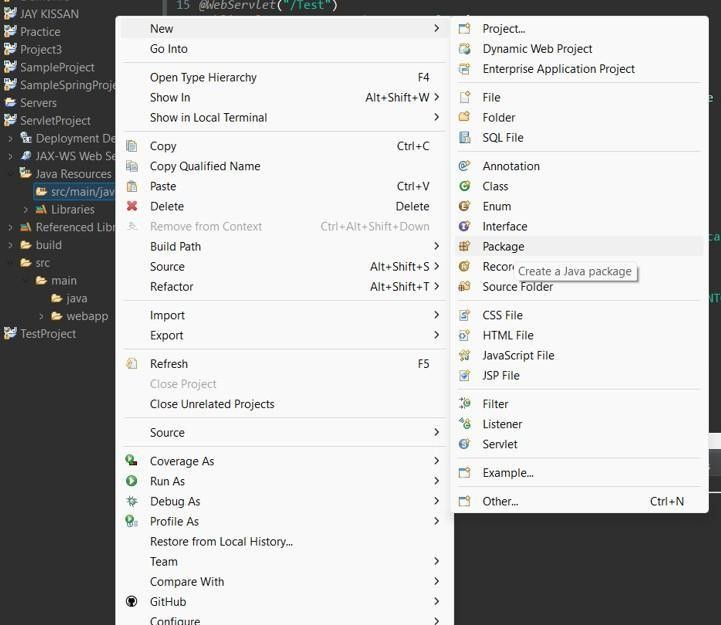 JAY KISSAN
Practice
Project3
SampleProject
SampleSpringProje
Servers
ServletProject
Deployment De
JAX-WS Web Se
Java Resources
src/main/jav
Libraries
Referenced Libr
build
src
main
java
webapp
TestProject
15 @WebServlet("/Test")
New
Go Into
Open Type Hierarchy F4
Show In Alt+Shift+W
Show in Local Terminal
Copy Ctrl+C
Copy Qualified Name
Paste Ctrl+V
Delete Delete
Remove from Context Ctrl+Alt+Shift+Down
Build Path
Source Alt+Shift+S
Refactor Alt+Shift+T
Import
Export
Refresh F5
Close Project
Close Unrelated Projects
Source
Coverage As
Run As
Debug As
Profile As
Restore from Local History...
Team
Compare With
GitHub
Configure
Project...
Dynamic Web Project
Enterprise Application Project
File
Folder
SQL File
Annotation
Class
Enum
Interface
Package
Recor
Create a Java package
Source Folder
CSS File
HTML File
JavaScript File
JSP File
Filter
Listener
Servlet
Example...
Other... Ctrl+N